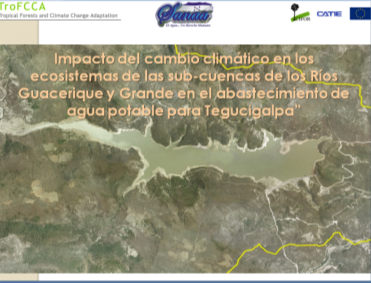 TroFCCA
Tropical Forests and Climate Change Adaptation
Sanaa
CATIE
Impacto del cambio climático en los
ecosistemas de las sub-cuencas de los Ríos
Guacerique y Grande en el abastecimiento de
agua potable para Tegucigalpa”